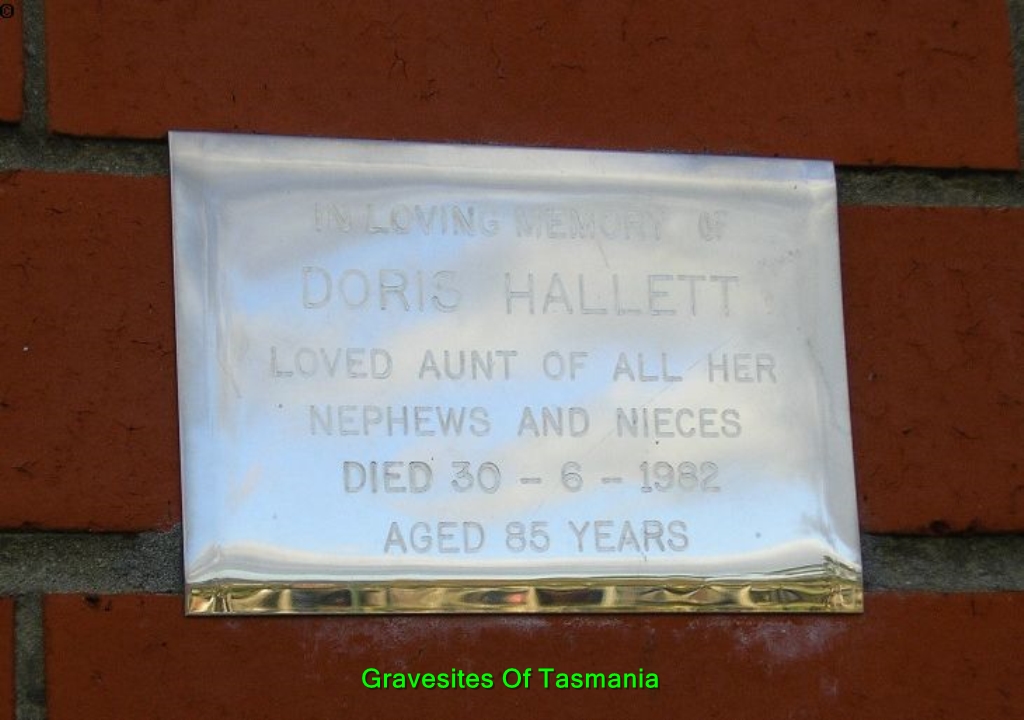 IN LOVING MEMORY OF
DORIS HALLETT
LOVED AUNT OF ALL HER
NEPHEWS AND NIECES
DIED 30 - 6 - 1982
AGED 85 YEARS
Gravesites Of Tasmania